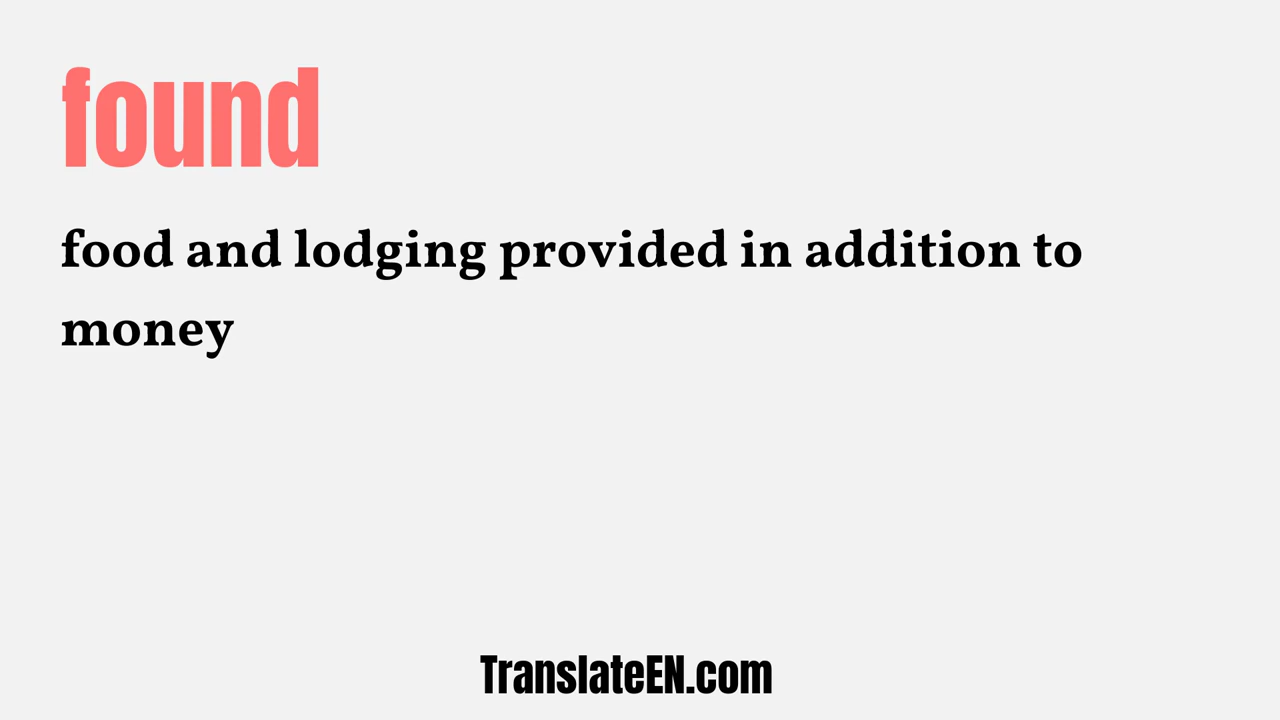 found
food and lodging provided in addition to
money
TranslateEN.com